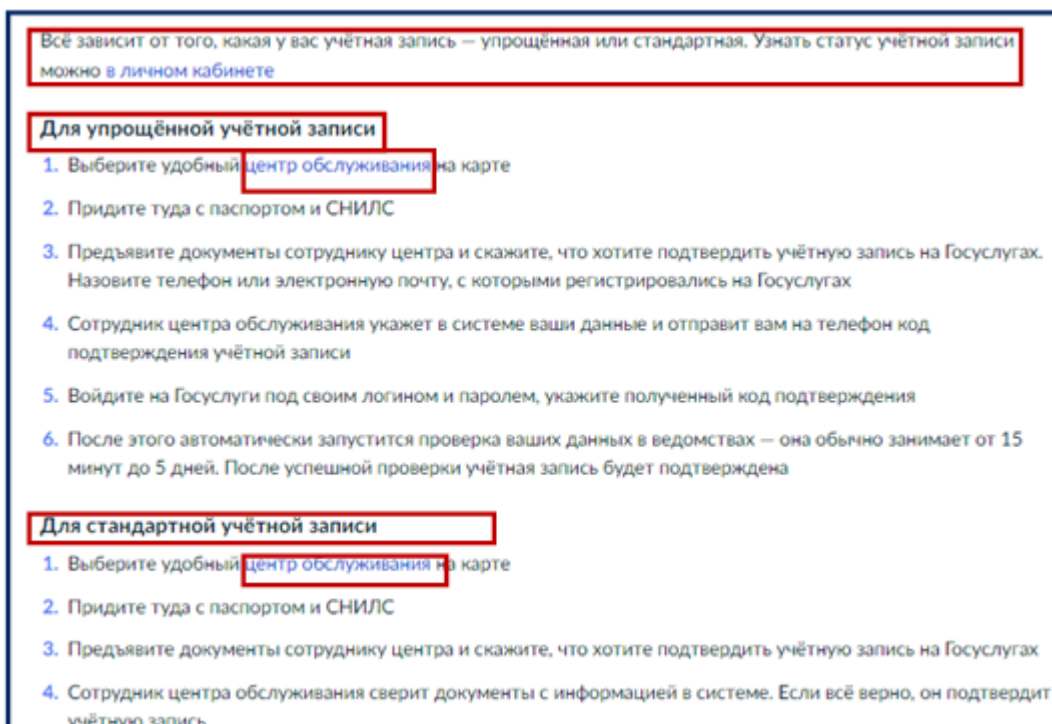 Всё зависит от того, какая у вас учётная запись — упрощённая или стандартная. Узнать статус учётной записи
можно в личном кабинете
Для упрощённой учётной записи
1. Выберите удобный центр обслуживания на карте
2. Придите туда с паспортом и СНИЛС
3. Предъявите документы сотруднику центра и скажите, что хотите подтвердить учётную запись на Госуслугах.
Назовите телефон или электронную почту, с которыми регистрировались на Госуслугах
4. Сотрудник центра обслуживания укажет в системе ваши данные и отправит вам на телефон код
подтверждения учётной записи
5. Войдите на Госуслуги под своим логином и паролем, укажите полученный код подтверждения
6. После этого автоматически запустится проверка ваших данных в ведомствах — она обычно занимает от 15
минут до 5 дней. После успешной проверки учётная запись будет подтверждена
Для стандартной учётной записи
1. Выберите удобный центр обслуживания на карте
2. Придите туда с паспортом и СНИЛС
3. Предъявите документы сотруднику центра и скажите, что хотите подтвердить учётную запись на Госуслугах
4. Сотрудник центра обслуживания сверит документы с информацией в системе. Если всё верно, он подтвердит
учётную запись